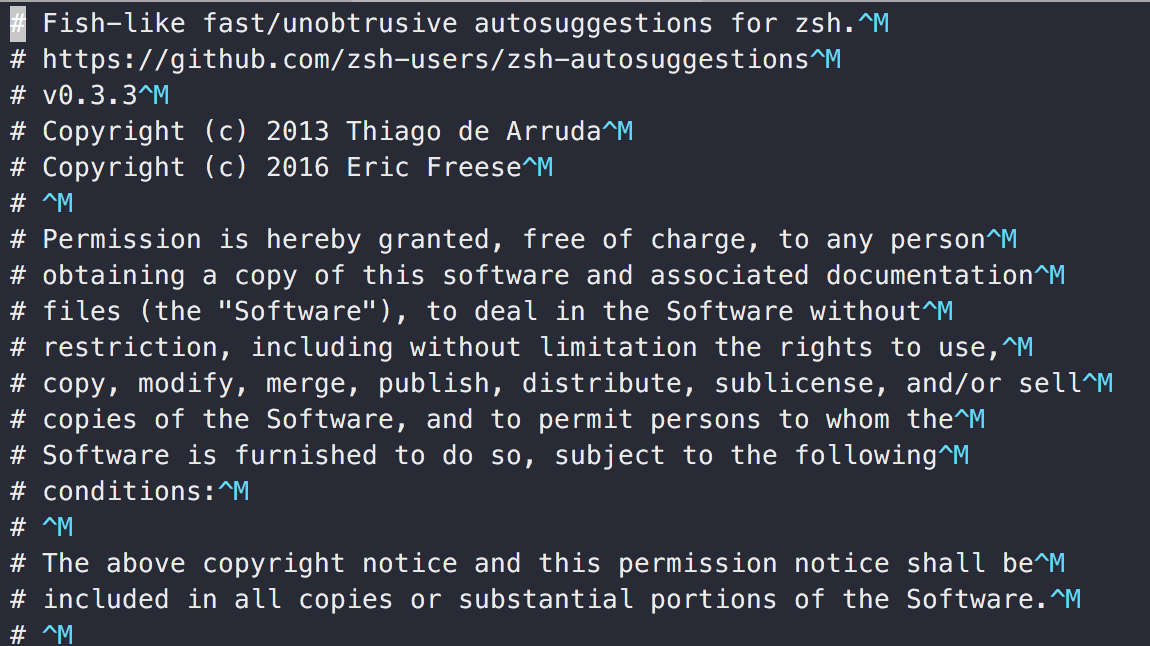 # Fish-like fast/unobtrusive autosuggestions for zsh.^M
# https://github.com/zsh-users/zsh-autosuggestions^M
# v0.3.3^M
# Copyright (c) 2013 Thiago de Arruda^M
# Copyright (c) 2016 Eric Freese^M
# ^M
# Permission is hereby granted, free of charge, to any person^M
# obtaining a copy of this software and associated documentation^M
# files (the "Software"), to deal in the Software without^M
# restriction, including without limitation the rights to use,^M
# copy, modify, merge, publish, distribute, sublicense, and/or sell^M
# copies of the Software, and to permit persons to whom the^M
# Software is furnished to do so, subject to the following^M
# conditions:^M
# ^M
# The above copyright notice and this permission notice shall be^M
# included in all copies or substantial portions of the Software.^M
# ^M